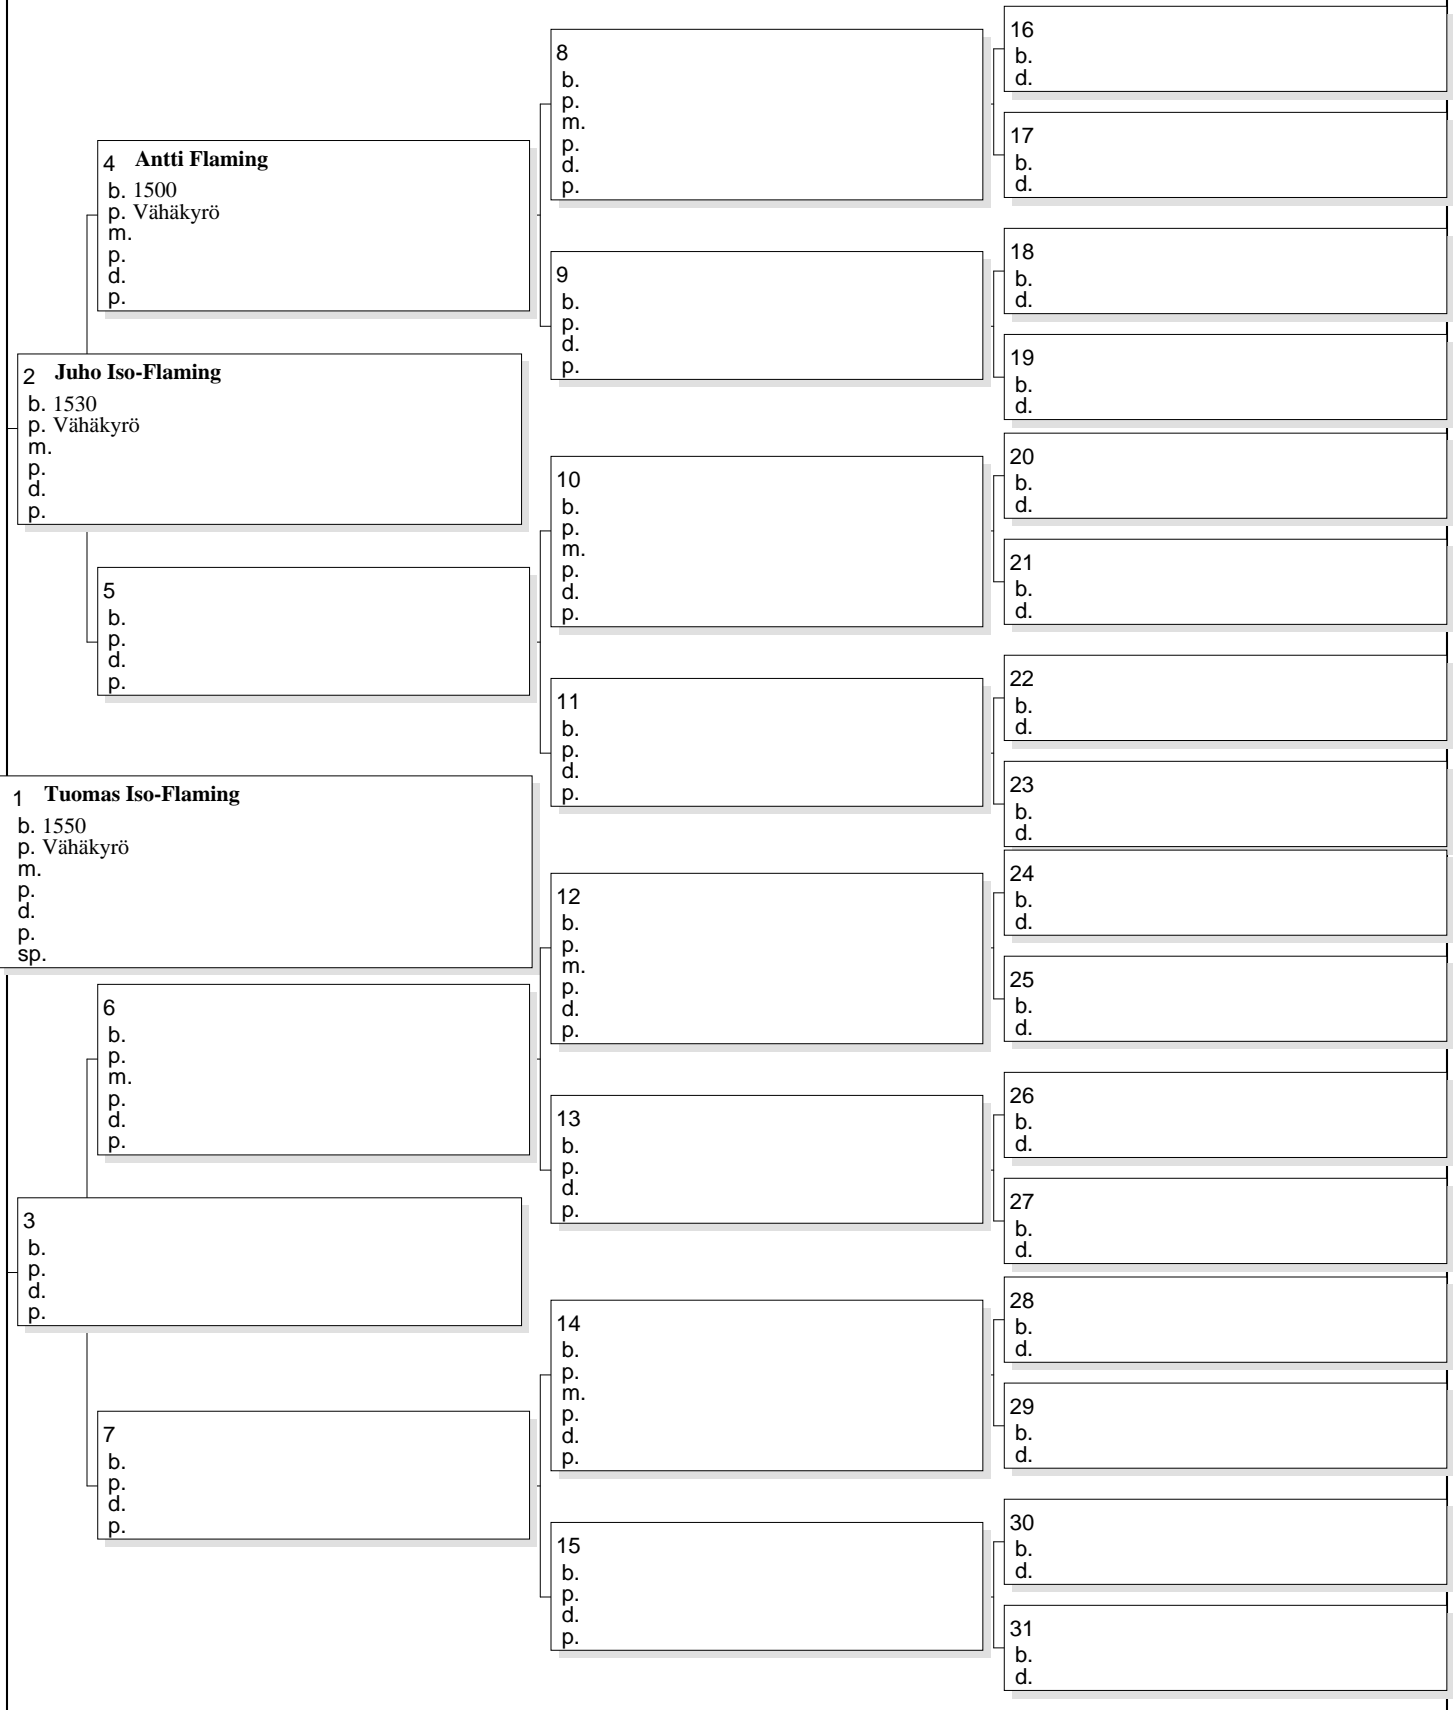 16
b.
d.
8
b.
p.
m.
p.
d.
p.
17
b.
d.
4 Antti Flaming
b. 1500
p. Vähäkyrö
m.
p.
d.
p.
18
b.
d.
9
b.
p.
d.
p.
19
b.
d.
2 Juho Iso-Flaming
b. 1530
p. Vähäkyrö
m.
p.
d.
p.
20
b.
d.
10
b.
p.
m.
p.
d.
p.
21
b.
d.
5
b.
p.
d.
p.
22
b.
d.
11
b.
p.
d.
p.
23
b.
d.
1 Tuomas Iso-Flaming
b. 1550
p. Vähäkyrö
m.
p.
d.
p.
sp.
24
b.
d.
12
b.
p.
m.
p.
d.
p.
25
b.
d.
6
b.
p.
m.
p.
d.
p.
26
b.
d.
13
b.
p.
d.
p.
27
b.
d.
3
b.
p.
d.
p.
28
b.
d.
14
b.
p.
m.
p.
d.
p.
29
b.
d.
7
b.
p.
d.
p.
30
b.
d.
15
b.
p.
d.
p.
31
b.
d.